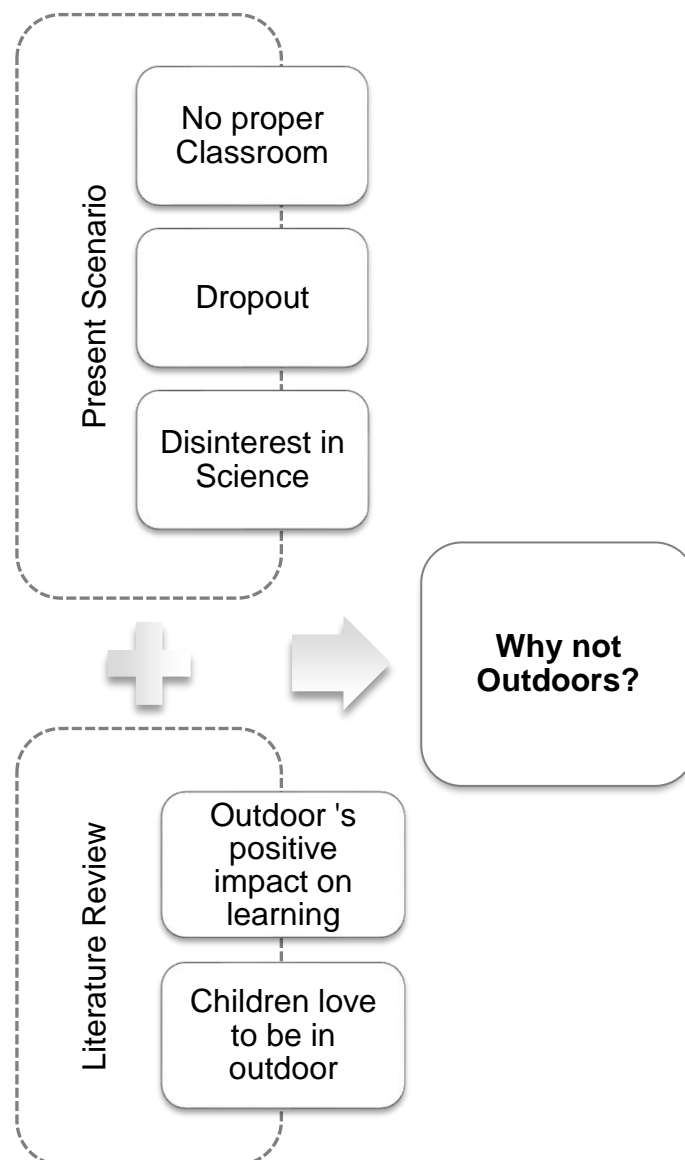 Present Scenario
No proper
Classroom
Dropout
Disinterest in
Science
Why not
Outdoors?
Literature Review
Outdoor 's
positive
impact on
learning
Children love
to be in
outdoor